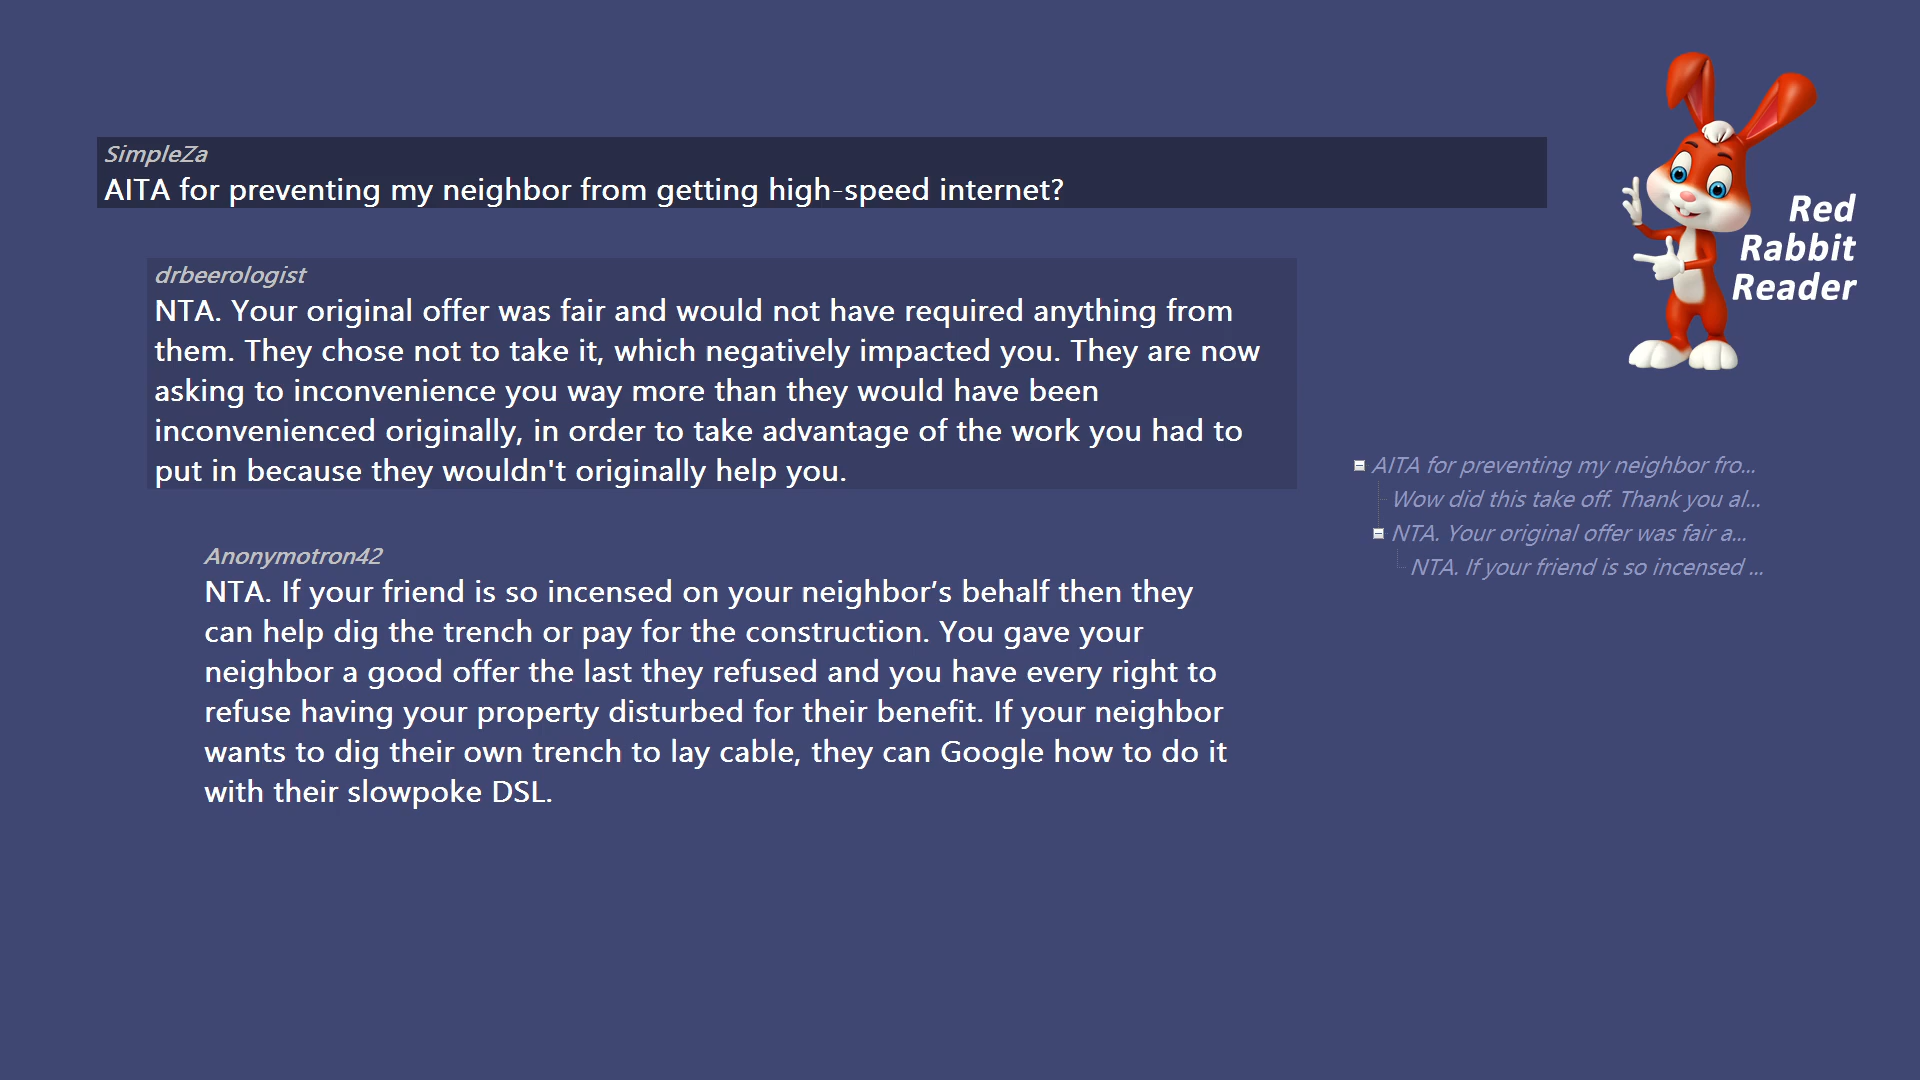 SimpleZa
AITA for preventing my neighbor from getting high-speed internet?
drbeerologist
NTA. Your original offer was fair and would not have required anything from
them. They chose not to take it, which negatively impacted you. They are now
asking to inconvenience you way more than they would have been
inconvenienced originally, in order to take advantage of the work you had to
put in because they wouldn't originally help you.
Anonymotron42
NTA. If your friend is so incensed on your neighbor’s behalf then they
can help dig the trench or pay for the construction. You gave your
neighbor a good offer the last they refused and you have every right to
refuse having your property disturbed for their benefit. If your neighbor
wants to dig their own trench to lay cable, they can Google how to do it
with their slowpoke DSL.
Red
Rabbit
Reader
AITA for preventing my neighbor fro...
Wow did this take off. Thank you al...
NTA. Your original offer was fair a...
NTA. If your friend is so incensed ...